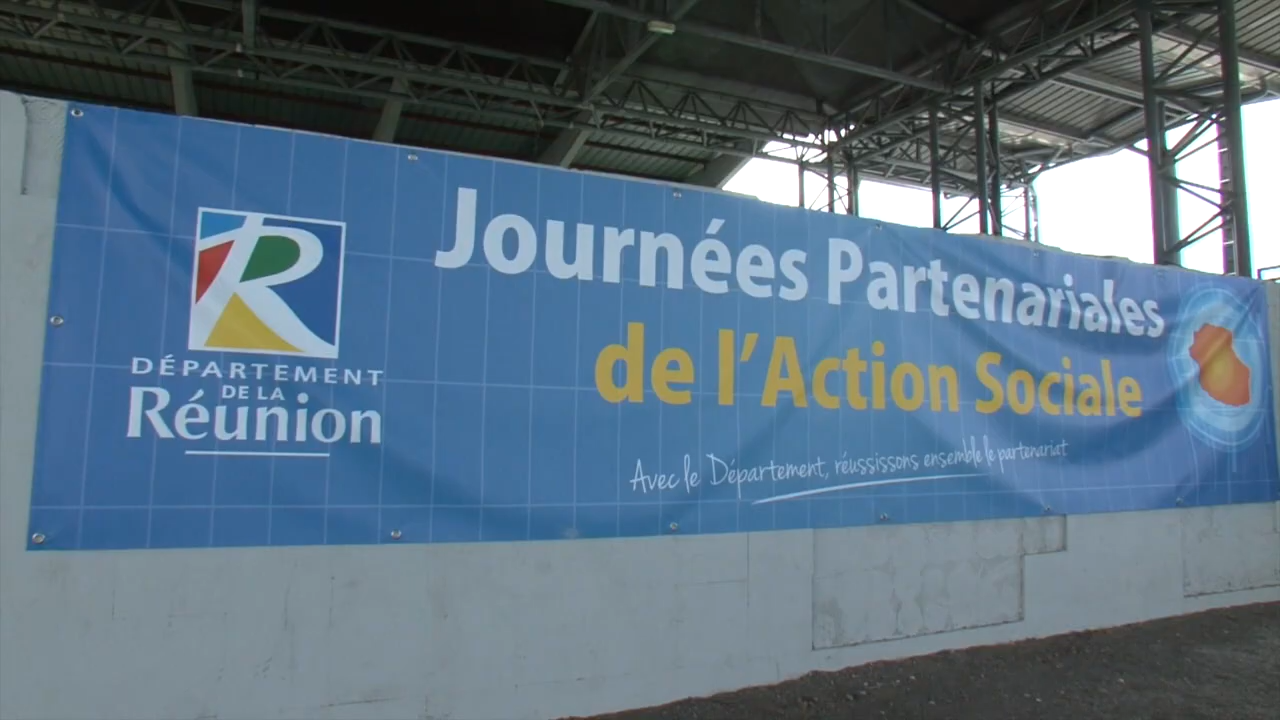 DÉPARTEMENT
DE LA
Réunion
Journées Partenariales
de l'Action Sociale
Avec le Département, réussissons ensemble le partenariat